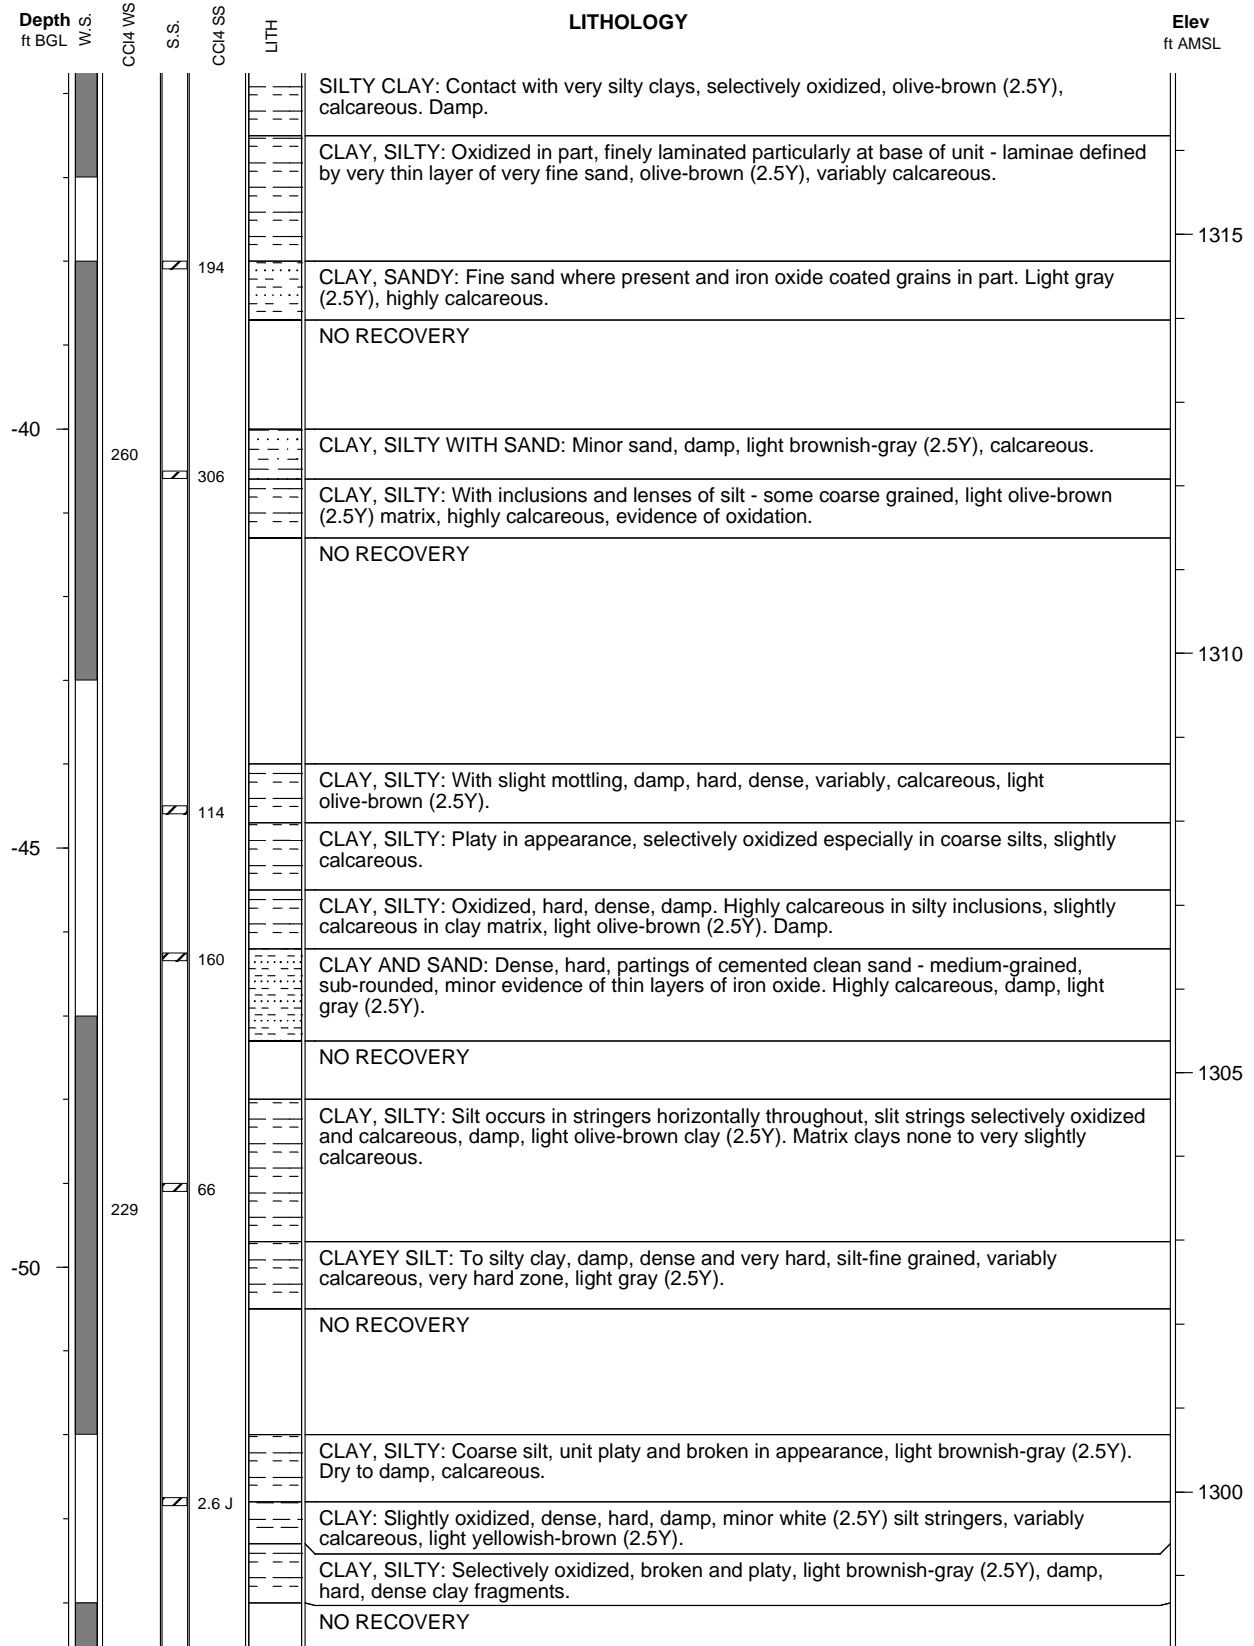 Depth
ft BGL
W.S.
CCl4 WS
S.S.
CCl4 SS
LITH
LITHOLOGY
Elev
ft AMSL
SILTY CLAY: Contact with very silty clays, selectively oxidized, olive-brown (2.5Y),
calcareous. Damp.
CLAY, SILTY: Oxidized in part, finely laminated particularly at base of unit - laminae defined
by very thin layer of very fine sand, olive-brown (2.5Y), variably calcareous.
1315
194
CLAY, SANDY: Fine sand where present and iron oxide coated grains in part. Light gray
(2.5Y), highly calcareous.
NO RECOVERY
-40
260
CLAY, SILTY WITH SAND: Minor sand, damp, light brownish-gray (2.5Y), calcareous.
306
CLAY, SILTY: With inclusions and lenses of silt - some coarse grained, light olive-brown
(2.5Y) matrix, highly calcareous, evidence of oxidation.
NO RECOVERY
1310
CLAY, SILTY: With slight mottling, damp, hard, dense, variably, calcareous, light
olive-brown (2.5Y).
114
-45
CLAY, SILTY: Platy in appearance, selectively oxidized especially in coarse silts, slightly
calcareous.
CLAY, SILTY: Oxidized, hard, dense, damp. Highly calcareous in silty inclusions, slightly
calcareous in clay matrix, light olive-brown (2.5Y). Damp.
160
CLAY AND SAND: Dense, hard, partings of cemented clean sand - medium-grained,
sub-rounded, minor evidence of thin layers of iron oxide. Highly calcareous, damp, light
gray (2.5Y).
NO RECOVERY
1305
CLAY, SILTY: Silt occurs in stringers horizontally throughout, slit strings selectively oxidized
and calcareous, damp, light olive-brown clay (2.5Y). Matrix clays none to very slightly
calcareous.
66
229
CLAYEY SILT: To silty clay, damp, dense and very hard, silt-fine grained, variably
calcareous, very hard zone, light gray (2.5Y).
-50
NO RECOVERY
CLAY, SILTY: Coarse silt, unit platy and broken in appearance, light brownish-gray (2.5Y).
Dry to damp, calcareous.
1300
2.6 J
CLAY: Slightly oxidized, dense, hard, damp, minor white (2.5Y) silt stringers, variably
calcareous, light yellowish-brown (2.5Y).
CLAY, SILTY: Selectively oxidized, broken and platy, light brownish-gray (2.5Y), damp,
hard, dense clay fragments.
NO RECOVERY